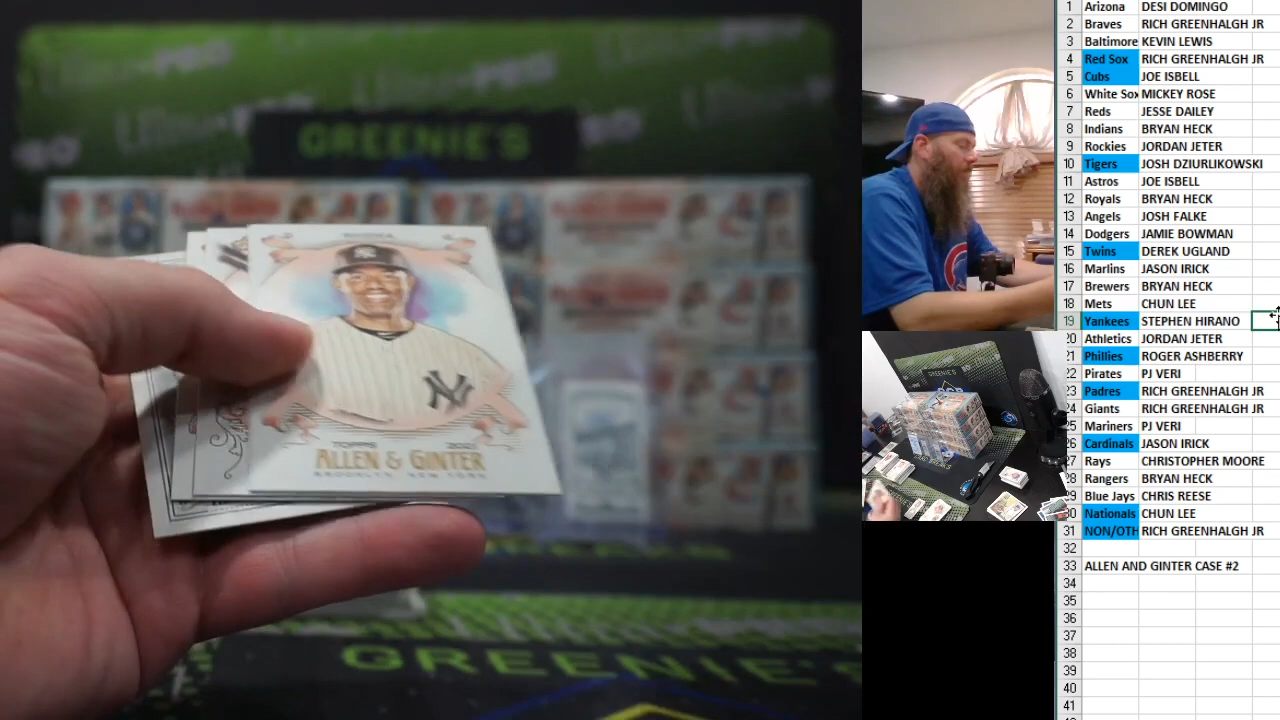 GREENIE'S
NY
TOPPS 2021
ALLEN & GINTER
BROOKLYN, NEW YORK
GREENIE'S
1 Arizona DESI DOMINGO
2 Braves RICH GREENHALGH JR
3 Baltimore KEVIN LEWIS
4 Red Sox RICH GREENHALGH JR
5 Cubs JOE ISBELL
6 White Sox MICKEY ROSE
7 Reds JESSE DAILEY
8 Indians BRYAN HECK
9 Rockies JORDAN JETER
10 Tigers JOSH DZIURLIKOWSKI
11 Astros JOE ISBELL
12 Royals BRYAN HECK
13 Angels JOSH FALKE
14 Dodgers JAMIE BOWMAN
15 Twins DEREK UGLAND
16 Marlins JASON IRICK
17 Brewers BRYAN HECK
18 Mets CHUN LEE
19 Yankees STEPHEN HIRANO
20 Athletics JORDAN JETER
21 Phillies ROGER ASHBERRY
22 Pirates PJ VERI
23 Padres RICH GREENHALGH JR
24 Giants RICH GREENHALGH JR
25 Mariners PJ VERI
26 Cardinals JASON IRICK
27 Rays CHRISTOPHER MOORE
28 Rangers BRYAN HECK
29 Blue Jays CHRIS REESE
30 Nationals CHUN LEE
31 NON/OTH RICH GREENHALGH JR
32
33 ALLEN AND GINTER CASE #2
34
35
36
37
38
39
40
41